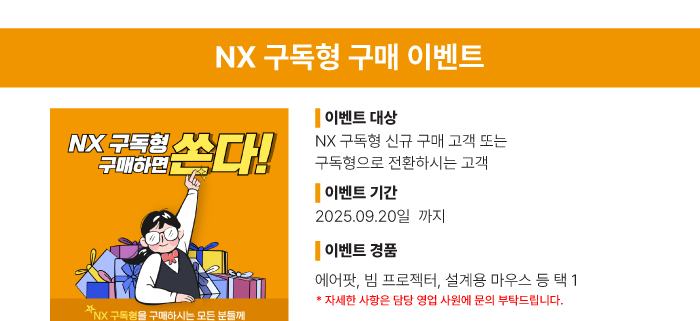 NX 구독형 구매 이벤트
NX 구독형
구매하면 쏜다!
NX 구독형을 구매하시는 모든 분들께
이벤트 대상
NX 구독형 신규 구매 고객 또는
구독형으로 전환하시는 고객
이벤트 기간
2025.09.20일 까지
이벤트 경품
에어팟, 빔 프로젝터, 설계용 마우스 등 택 1
* 자세한 사항은 담당 영업 사원에 문의 부탁드립니다.